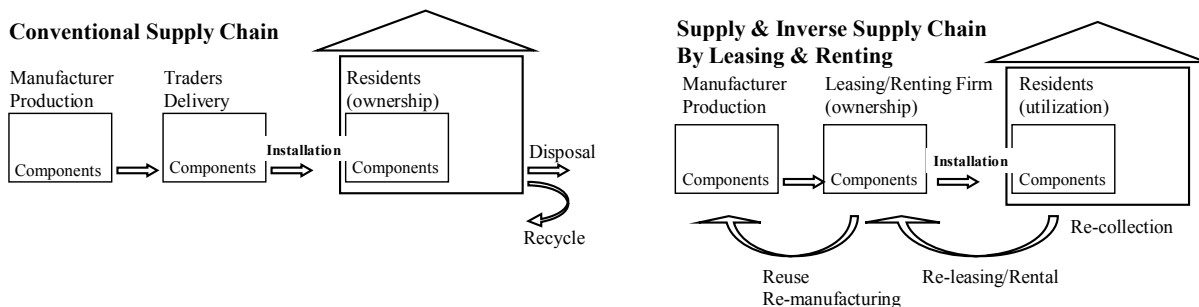 Conventional Supply Chain
Manufacturer
Production
Traders
Delivery
Residents
(ownership)
Components
Components
Installation
Components
Disposal
Recycle
Supply & Inverse Supply Chain
By Leasing & Renting
Manufacturer
Production
Leasing/Renting Firm
(ownership)
Residents
(utilization)
Components
Components
Installation
Components
Re-collection
Reuse
Re-manufacturing
Re-leasing/Rental